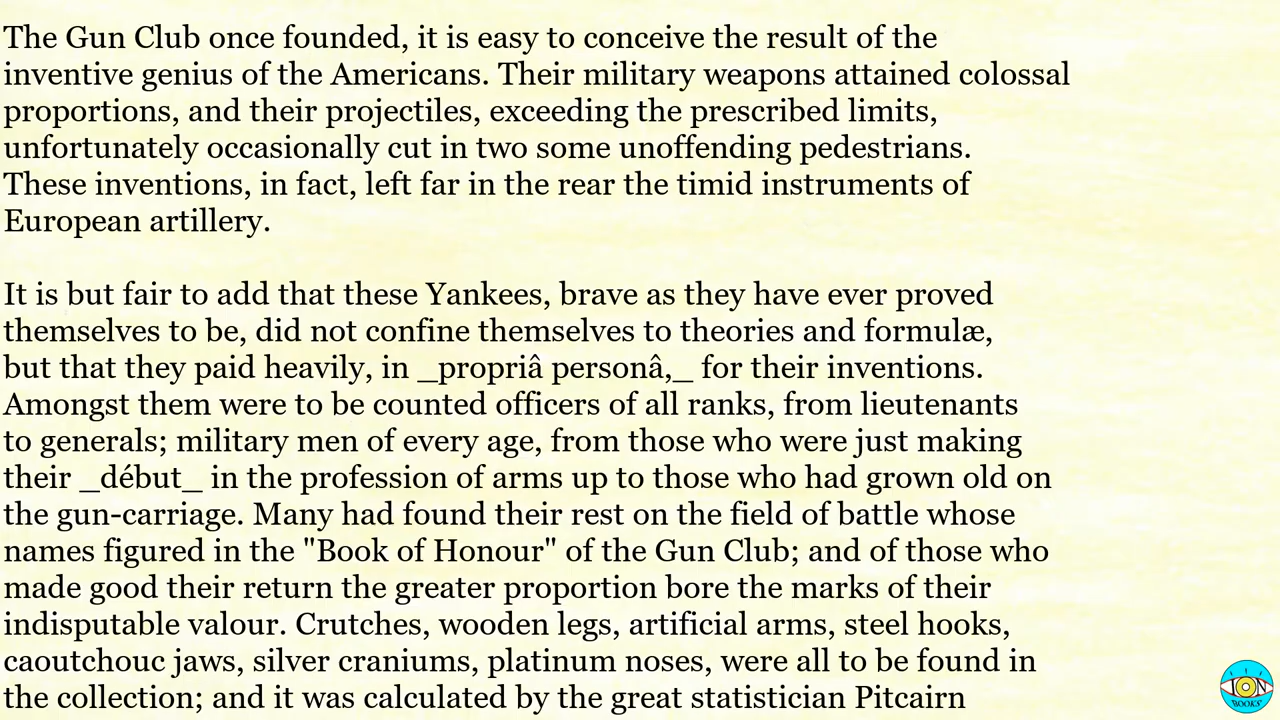 The Gun Club once founded, it is easy to conceive the result of the
inventive genius of the Americans. Their military weapons attained colossal
proportions, and their projectiles, exceeding the prescribed limits,
unfortunately occasionally cut in two some unoffending pedestrians.
These inventions, in fact, left far in the rear the timid instruments of
European artillery.

It is but fair to add that these Yankees, brave as they have ever proved
themselves to be, did not confine themselves to theories and formulæ,
but that they paid heavily, in _propriâ personâ,_ for their inventions.
Amongst them were to be counted officers of all ranks, from lieutenants
to generals; military men of every age, from those who were just making
their _début_ in the profession of arms up to those who had grown old on
the gun-carriage. Many had found their rest on the field of battle whose
names figured in the "Book of Honour" of the Gun Club; and of those who
made good their return the greater proportion bore the marks of their
indisputable valour. Crutches, wooden legs, artificial arms, steel hooks,
caoutchouc jaws, silver craniums, platinum noses, were all to be found in
the collection; and it was calculated by the great statistician Pitcairn
ION
BOOKS